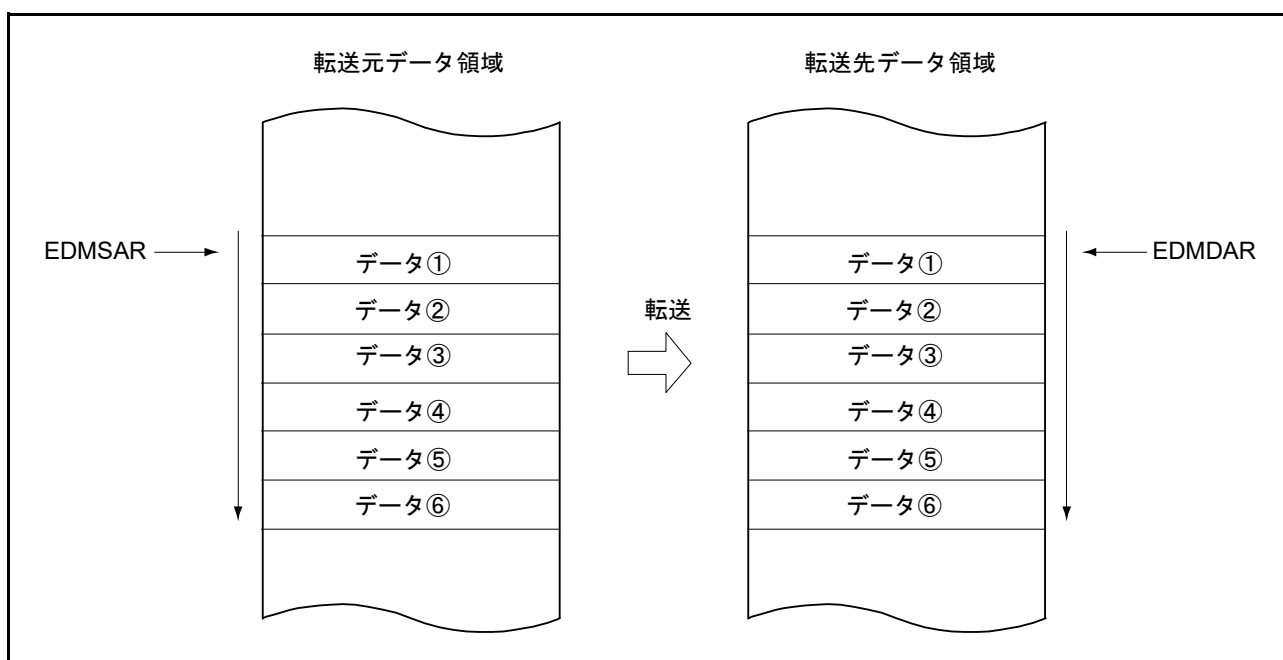 転送元データ領域
転送先データ領域
EDMSAR
EDMDAR
データ①
データ②
データ③
データ④
データ⑤
データ⑥
転送
データ①
データ②
データ③
データ④
データ⑤
データ⑥